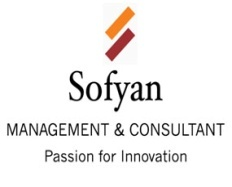 Sofyan
MANAGEMENT & CONSULTANT
Passion for Innovation